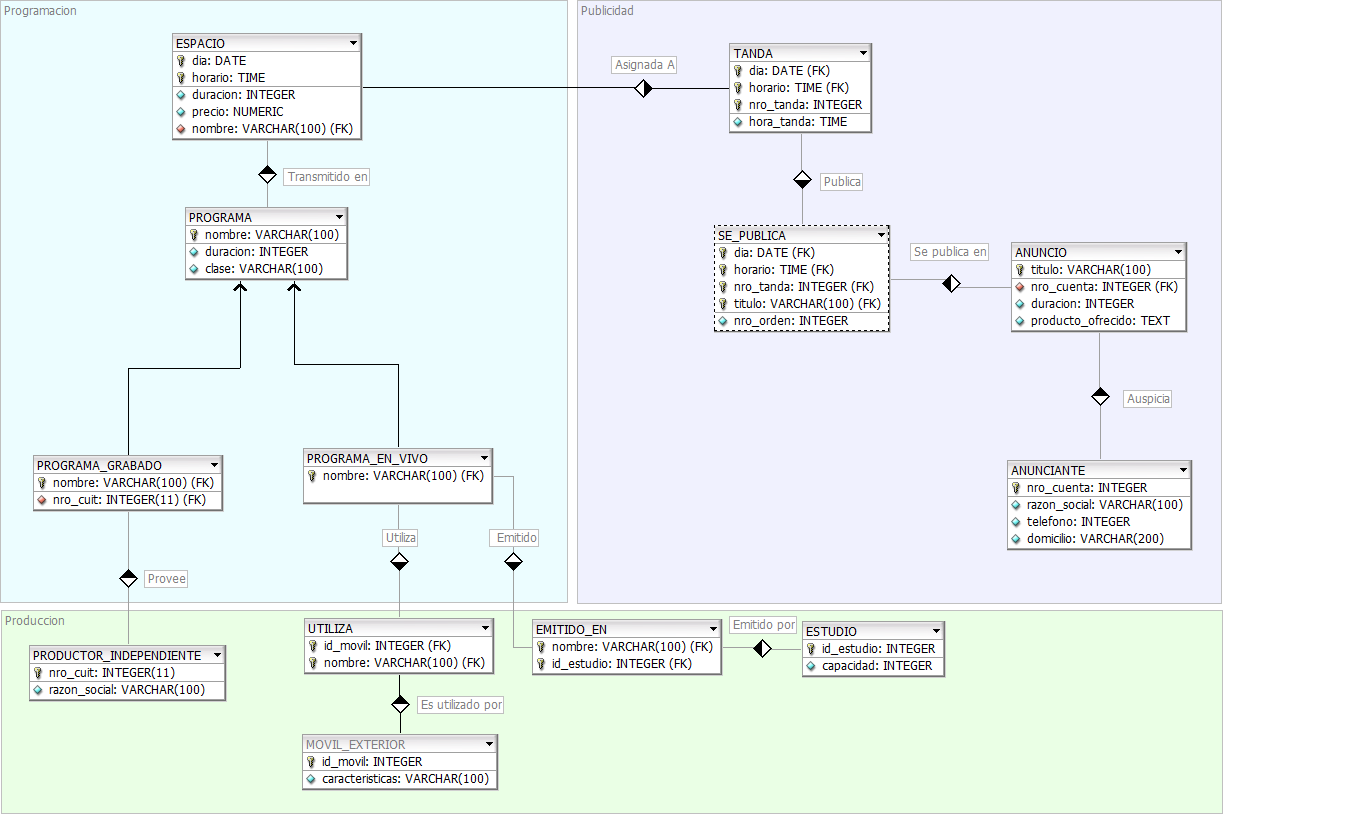 Programacion
ESPACIO
dia: DATE
horario: TIME
duracion: INTEGER
precio: NUMERIC
nombre: VARCHAR(100) (FK)
Transmitido en
PROGRAMA
nombre: VARCHAR(100)
duracion: INTEGER
clase: VARCHAR(100)
PROGRAMA_GRABADO
nombre: VARCHAR(100) (FK)
nro_cuit: INTEGER(11) (FK)
PROGRAMA_EN_VIVO
nombre: VARCHAR(100) (FK)
Utiliza
Emitido
Provee
Publicidad
Asignada A
TANDA
dia: DATE (FK)
horario: TIME (FK)
nro_tanda: INTEGER
hora_tanda: TIME
Publica
SE_PUBLICA
dia: DATE (FK)
horario: TIME (FK)
nro_tanda: INTEGER (FK)
titulo: VARCHAR(100) (FK)
nro_orden: INTEGER
Se publica en
ANUNCIO
titulo: VARCHAR(100)
nro_cuenta: INTEGER (FK)
duracion: INTEGER
producto_ofrecido: TEXT
Auspicia
ANUNCIANTE
nro_cuenta: INTEGER
razon_social: VARCHAR(100)
telefono: INTEGER
domicilio: VARCHAR(200)
Produccion
PRODUCTOR_INDEPENDIENTE
nro_cuit: INTEGER(11)
razon_social: VARCHAR(100)
UTILIZA
id_movil: INTEGER (FK)
nombre: VARCHAR(100) (FK)
Es utilizado por
MOVIL_EXTERIOR
id_movil: INTEGER
caracteristicas: VARCHAR(100)
EMITIDO_EN
nombre: VARCHAR(100) (FK)
id_estudio: INTEGER (FK)
Emitido por
ESTUDIO
id_estudio: INTEGER
capacidad: INTEGER